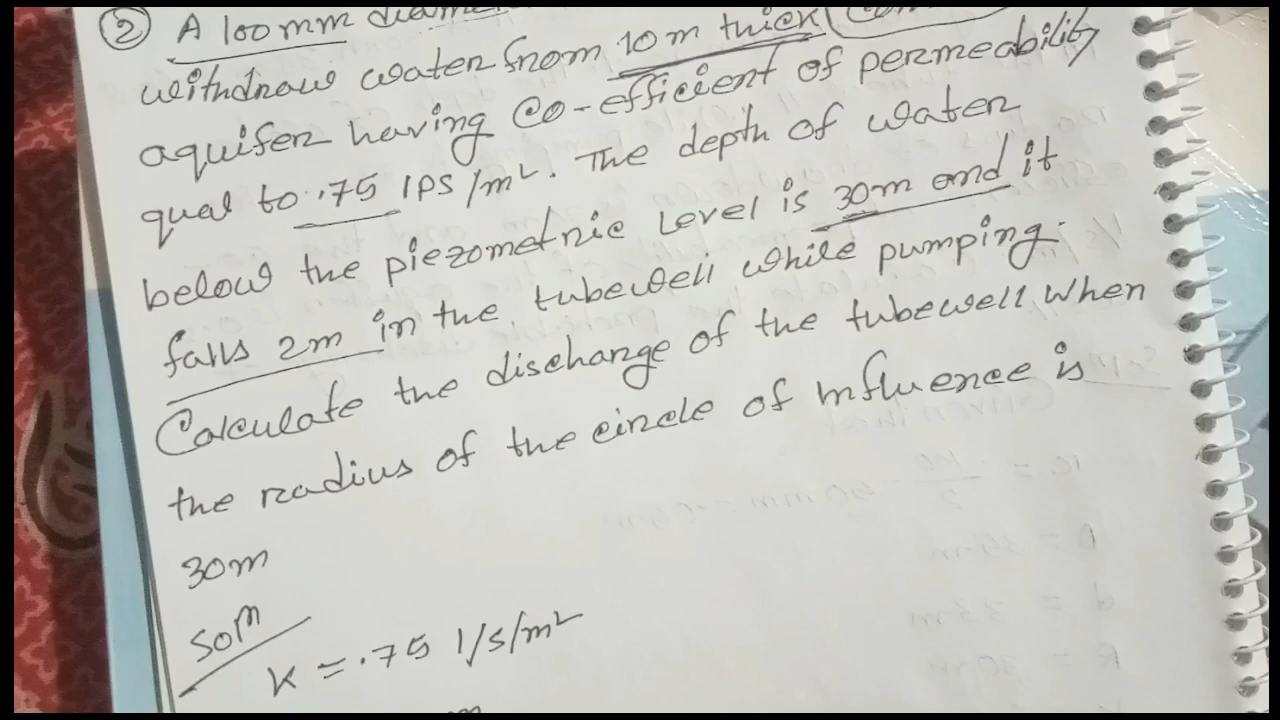 ② A 100mm
withdraw water from 10m thick
aquifer having Co-efficient of permeability
qual to .75 lPS/m². The depth of water
below the piezometric Level is 30m and it
falls 2m in the tubewell while pumping.
Calculate the discharge of the tubewell when
the radius of the circle of influence is
30m
Soln
K = .75 l/s/m²